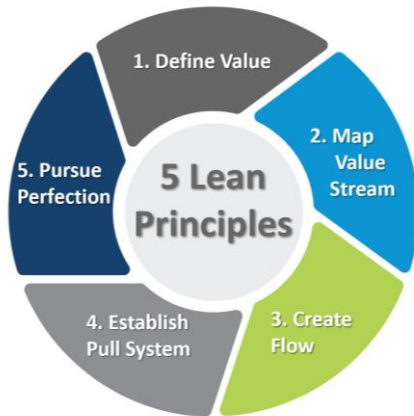 5 Lean
Principles
1. Define Value
2. Map
Value
Stream
3. Create
Flow
4. Establish
Pull System
5. Pursue
Perfection